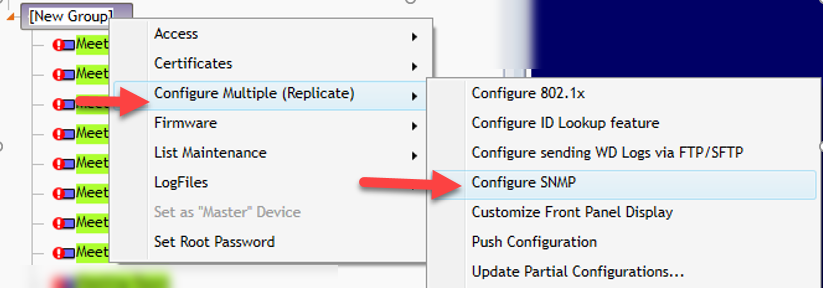 [New Group]
Access
Meet
Certificates
Meet
Configure Multiple (Replicate)
Configure 802.1x
Meet
Firmware
Configure ID Lookup feature
Meet
List Maintenance
Configure sending WD Logs via FTP/SFTP
Meet
LogFiles
Configure SNMP
Meet
Set as "Master" Device
Customize Front Panel Display
Meet
Set Root Password
Push Configuration
Meet
Update Partial Configurations...